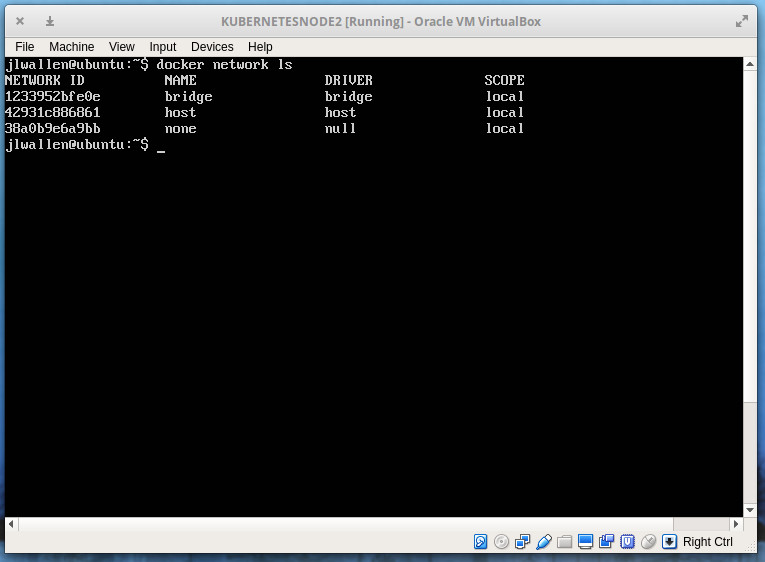 KUBERNETESNODE2 [Running] - Oracle VM VirtualBox
File Machine View Input Devices Help
jlwallen@ubuntu:~$ docker network ls
NETWORK ID NAME DRIVER SCOPE
1233952bfe0e bridge bridge local
42931c886861 host host local
38a0b9e6a9bb none null local
jlwallen@ubuntu:~$ _
Right Ctrl